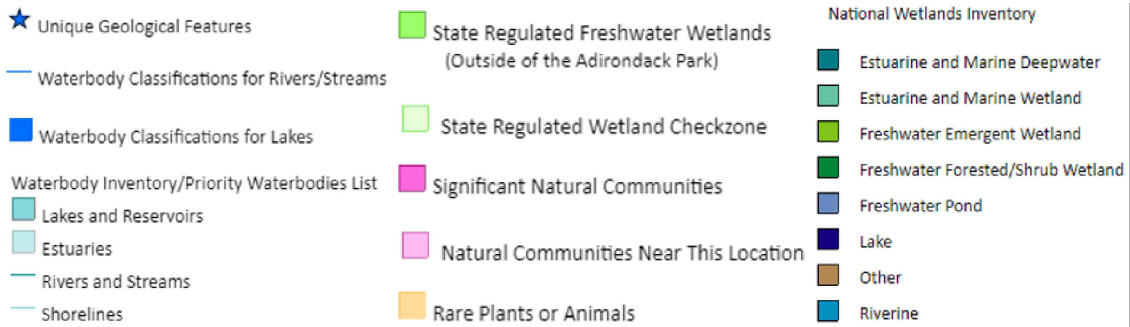 Unique Geological Features
Waterbody Classifications for Rivers/Streams
Waterbody Classifications for Lakes
Waterbody Inventory/Priority Waterbodies List
Lakes and Reservoirs
Estuaries
Rivers and Streams
Shorelines
State Regulated Freshwater Wetlands
(Outside of the Adirondack Park)
State Regulated Wetland Checkzone
Significant Natural Communities
Natural Communities Near This Location
Rare Plants or Animals
National Wetlands Inventory
Estuarine and Marine Deepwater
Estuarine and Marine Wetland
Freshwater Emergent Wetland
Freshwater Forested/Shrub Wetland
Freshwater Pond
Lake
Other
Riverine